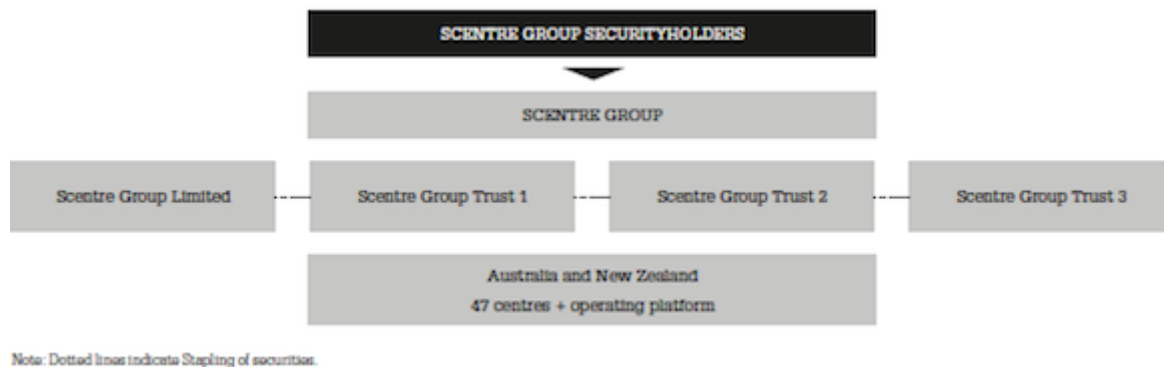 SCENTRE GROUP SECURITYHOLDERS
SCENTRE GROUP
Scentre Group Limited
Scentre Group Trust 1
Scentre Group Trust 2
Scentre Group Trust 3
Australia and New Zealand
47 centres + operating platform
Note: Dotted lines indicate Stapling of securities.